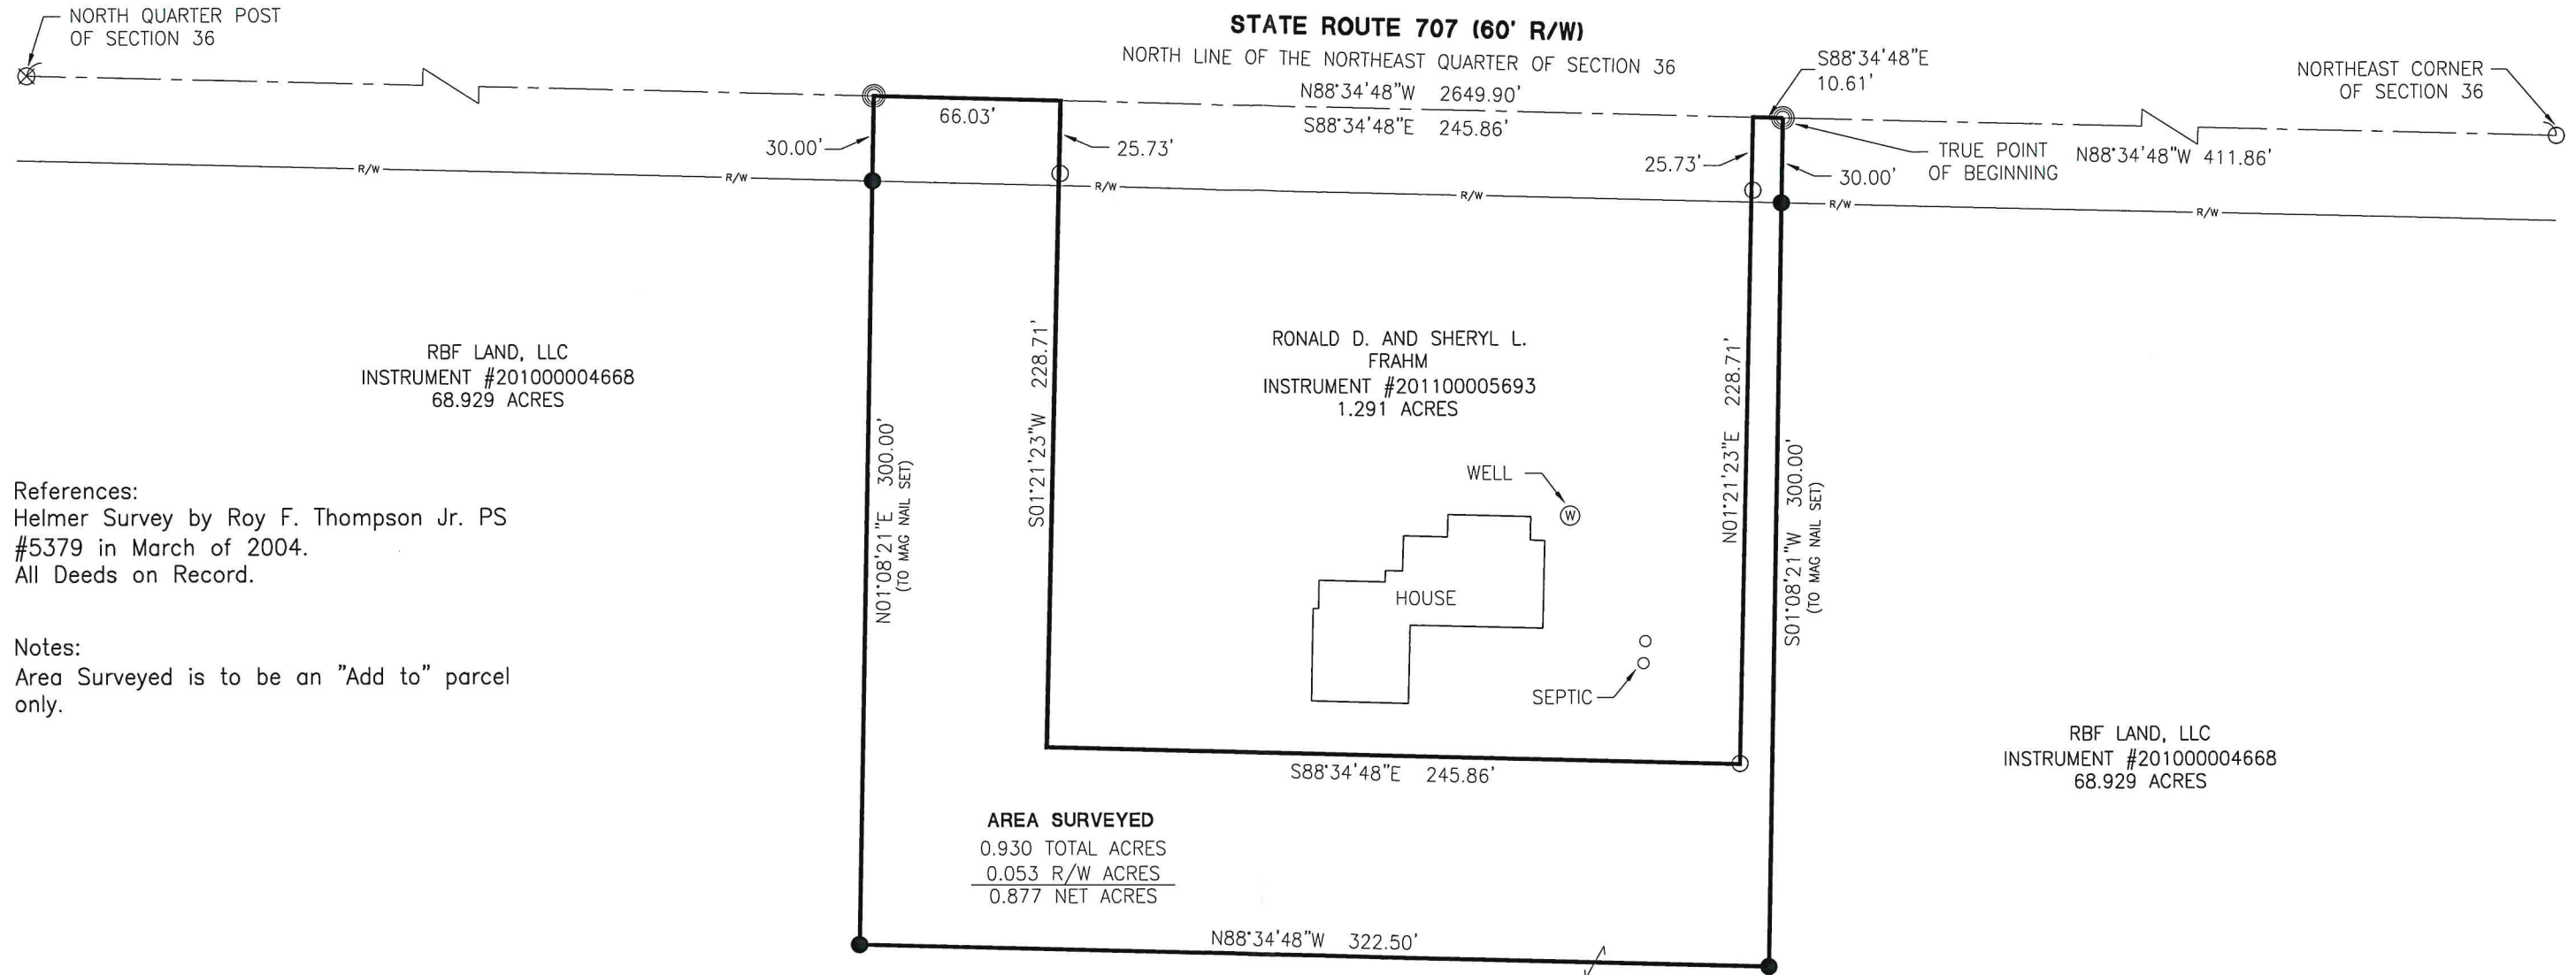 NORTH QUARTER POST
OF SECTION 36
STATE ROUTE 707 (60' R/W)
NORTH LINE OF THE NORTHEAST QUARTER OF SECTION 36
N88°34'48"W 2649.90'
S88°34'48"E 245.86'
S88°34'48"E
10.61'
NORTHEAST CORNER
OF SECTION 36
66.03'
30.00'
25.73'
25.73'
30.00'
TRUE POINT
OF BEGINNING
N88°34'48"W 411.86'
R/W
R/W
R/W
R/W
R/W
R/W
RBF LAND, LLC
INSTRUMENT #201000004668
68.929 ACRES
RONALD D. AND SHERYL L.
FRAHM
INSTRUMENT #201100005693
1.291 ACRES
N01°08'21"E 300.00'
(TO MAG NAIL SET)
S01°21'23"W 228.71'
N01°21'23"E 228.71'
S01°08'21"W 300.00'
(TO MAG NAIL SET)
References:
Helmer Survey by Roy F. Thompson Jr. PS
#5379 in March of 2004.
All Deeds on Record.
Notes:
Area Surveyed is to be an "Add to" parcel
only.
WELL
W
HOUSE
SEPTIC
S88°34'48"E 245.86'
RBF LAND, LLC
INSTRUMENT #201000004668
68.929 ACRES
AREA SURVEYED
0.930 TOTAL ACRES
0.053 R/W ACRES
0.877 NET ACRES
N88°34'48"W 322.50'